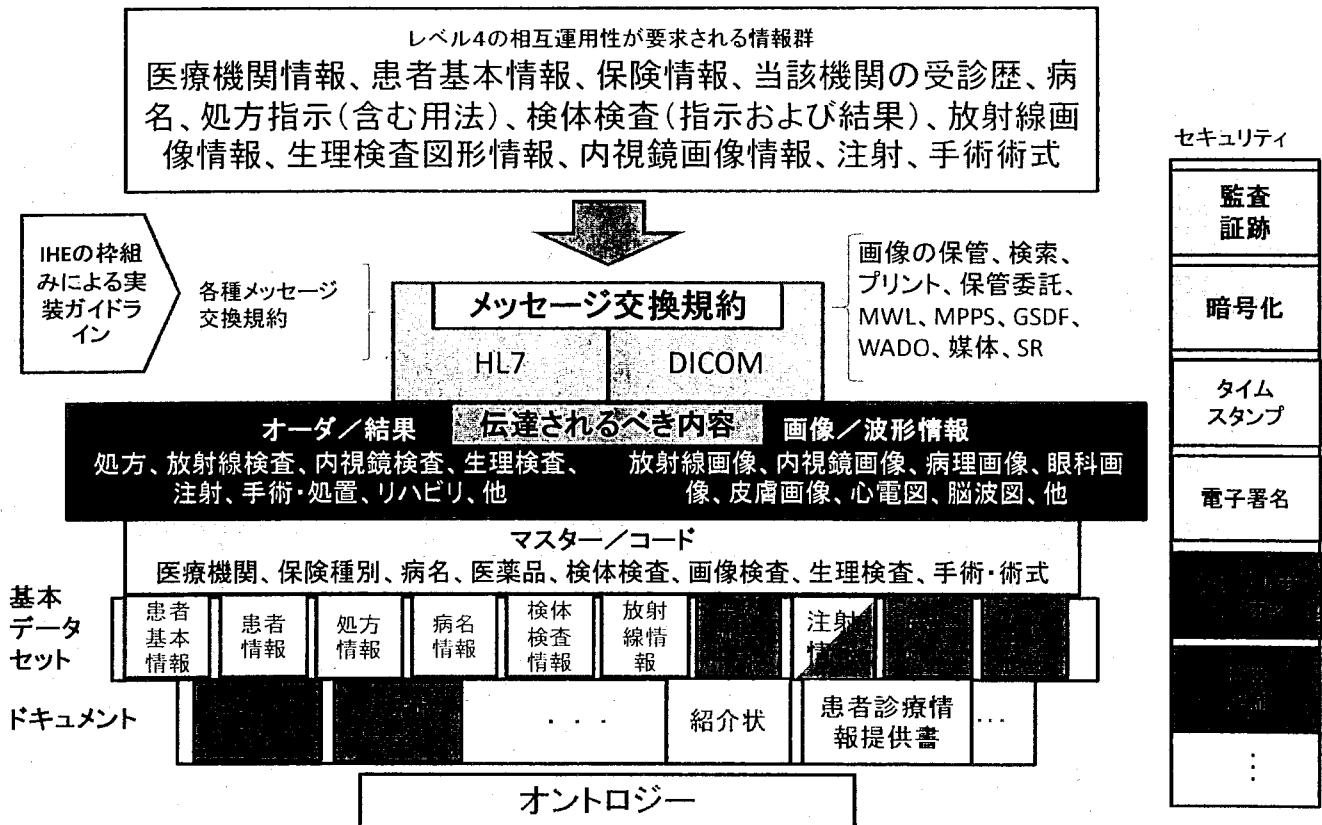 レベル4の相互運用性が要求される情報群
医療機関情報、患者基本情報、保険情報、当該機関の受診歴、病
名、処方指示(含む用法)、検体検査(指示および結果)、放射線画
像情報、生理検査図形情報、内視鏡画像情報、注射、手術術式
IHEの枠組
みによる実
装ガイドラ
イン
各種メッセージ
交換規約
メッセージ交換規約
HL7
DICOM
画像の保管、検索、
プリント、保管委託、
MWL、MPPS、GSDF、
WADO、媒体、SR
伝達されるべき内容
オーダ/結果
処方、放射線検査、内視鏡検査、生理検査、
注射、手術・処置、リハビリ、他
画像/波形情報
放射線画像、内視鏡画像、病理画像、眼科画
像、皮膚画像、心電図、脳波図、他
マスター/コード
医療機関、保険種別、病名、医薬品、検体検査、画像検査、生理検査、手術・術式
基本
データ
セット
患者
基本
情報
患者
情報
処方
情報
病名
情報
検体
検査
情報
放射
線情
報
注射
ドキュメント
・・・
紹介状
患者診療情
報提供書
・・・
オントロジー
セキュリティ
監査
証跡
暗号化
タイム
スタンプ
電子署名
⋮